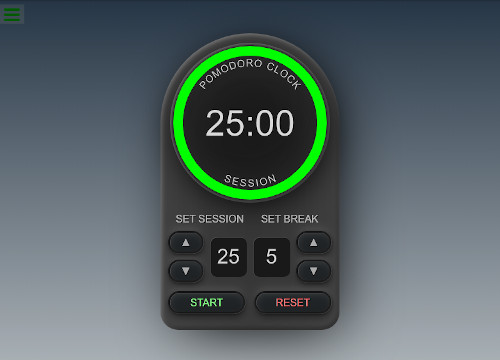 POMODORO CLOCK
25:00
SESSION
SET SESSION SET BREAK
▲ ▲
25 5
▼ ▼
START RESET